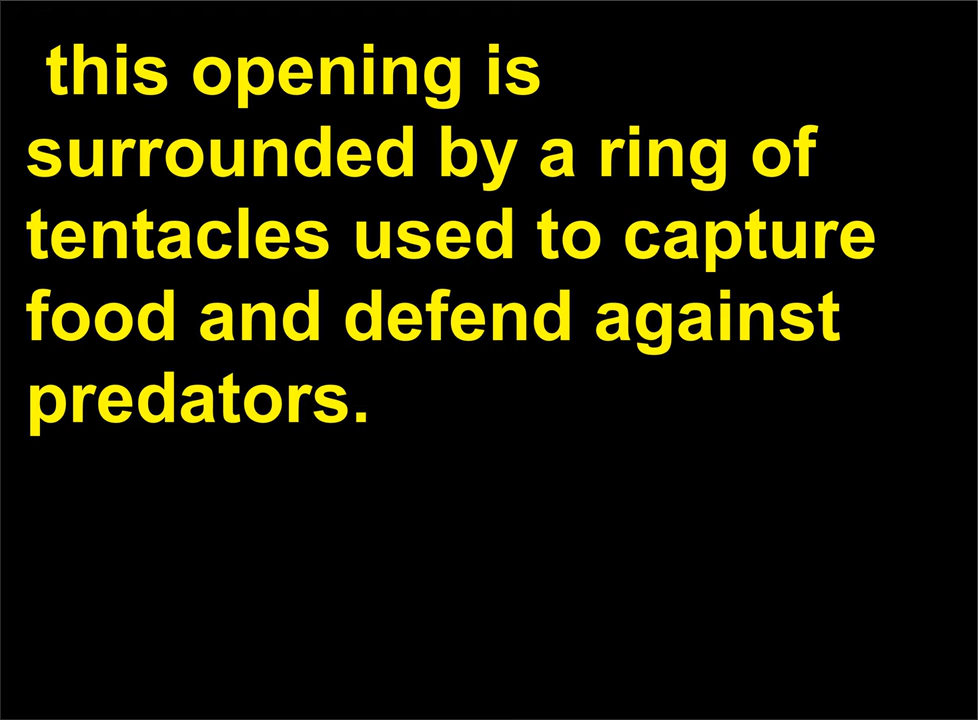 this opening is
surrounded by a ring of
tentacles used to capture
food and defend against
predators.